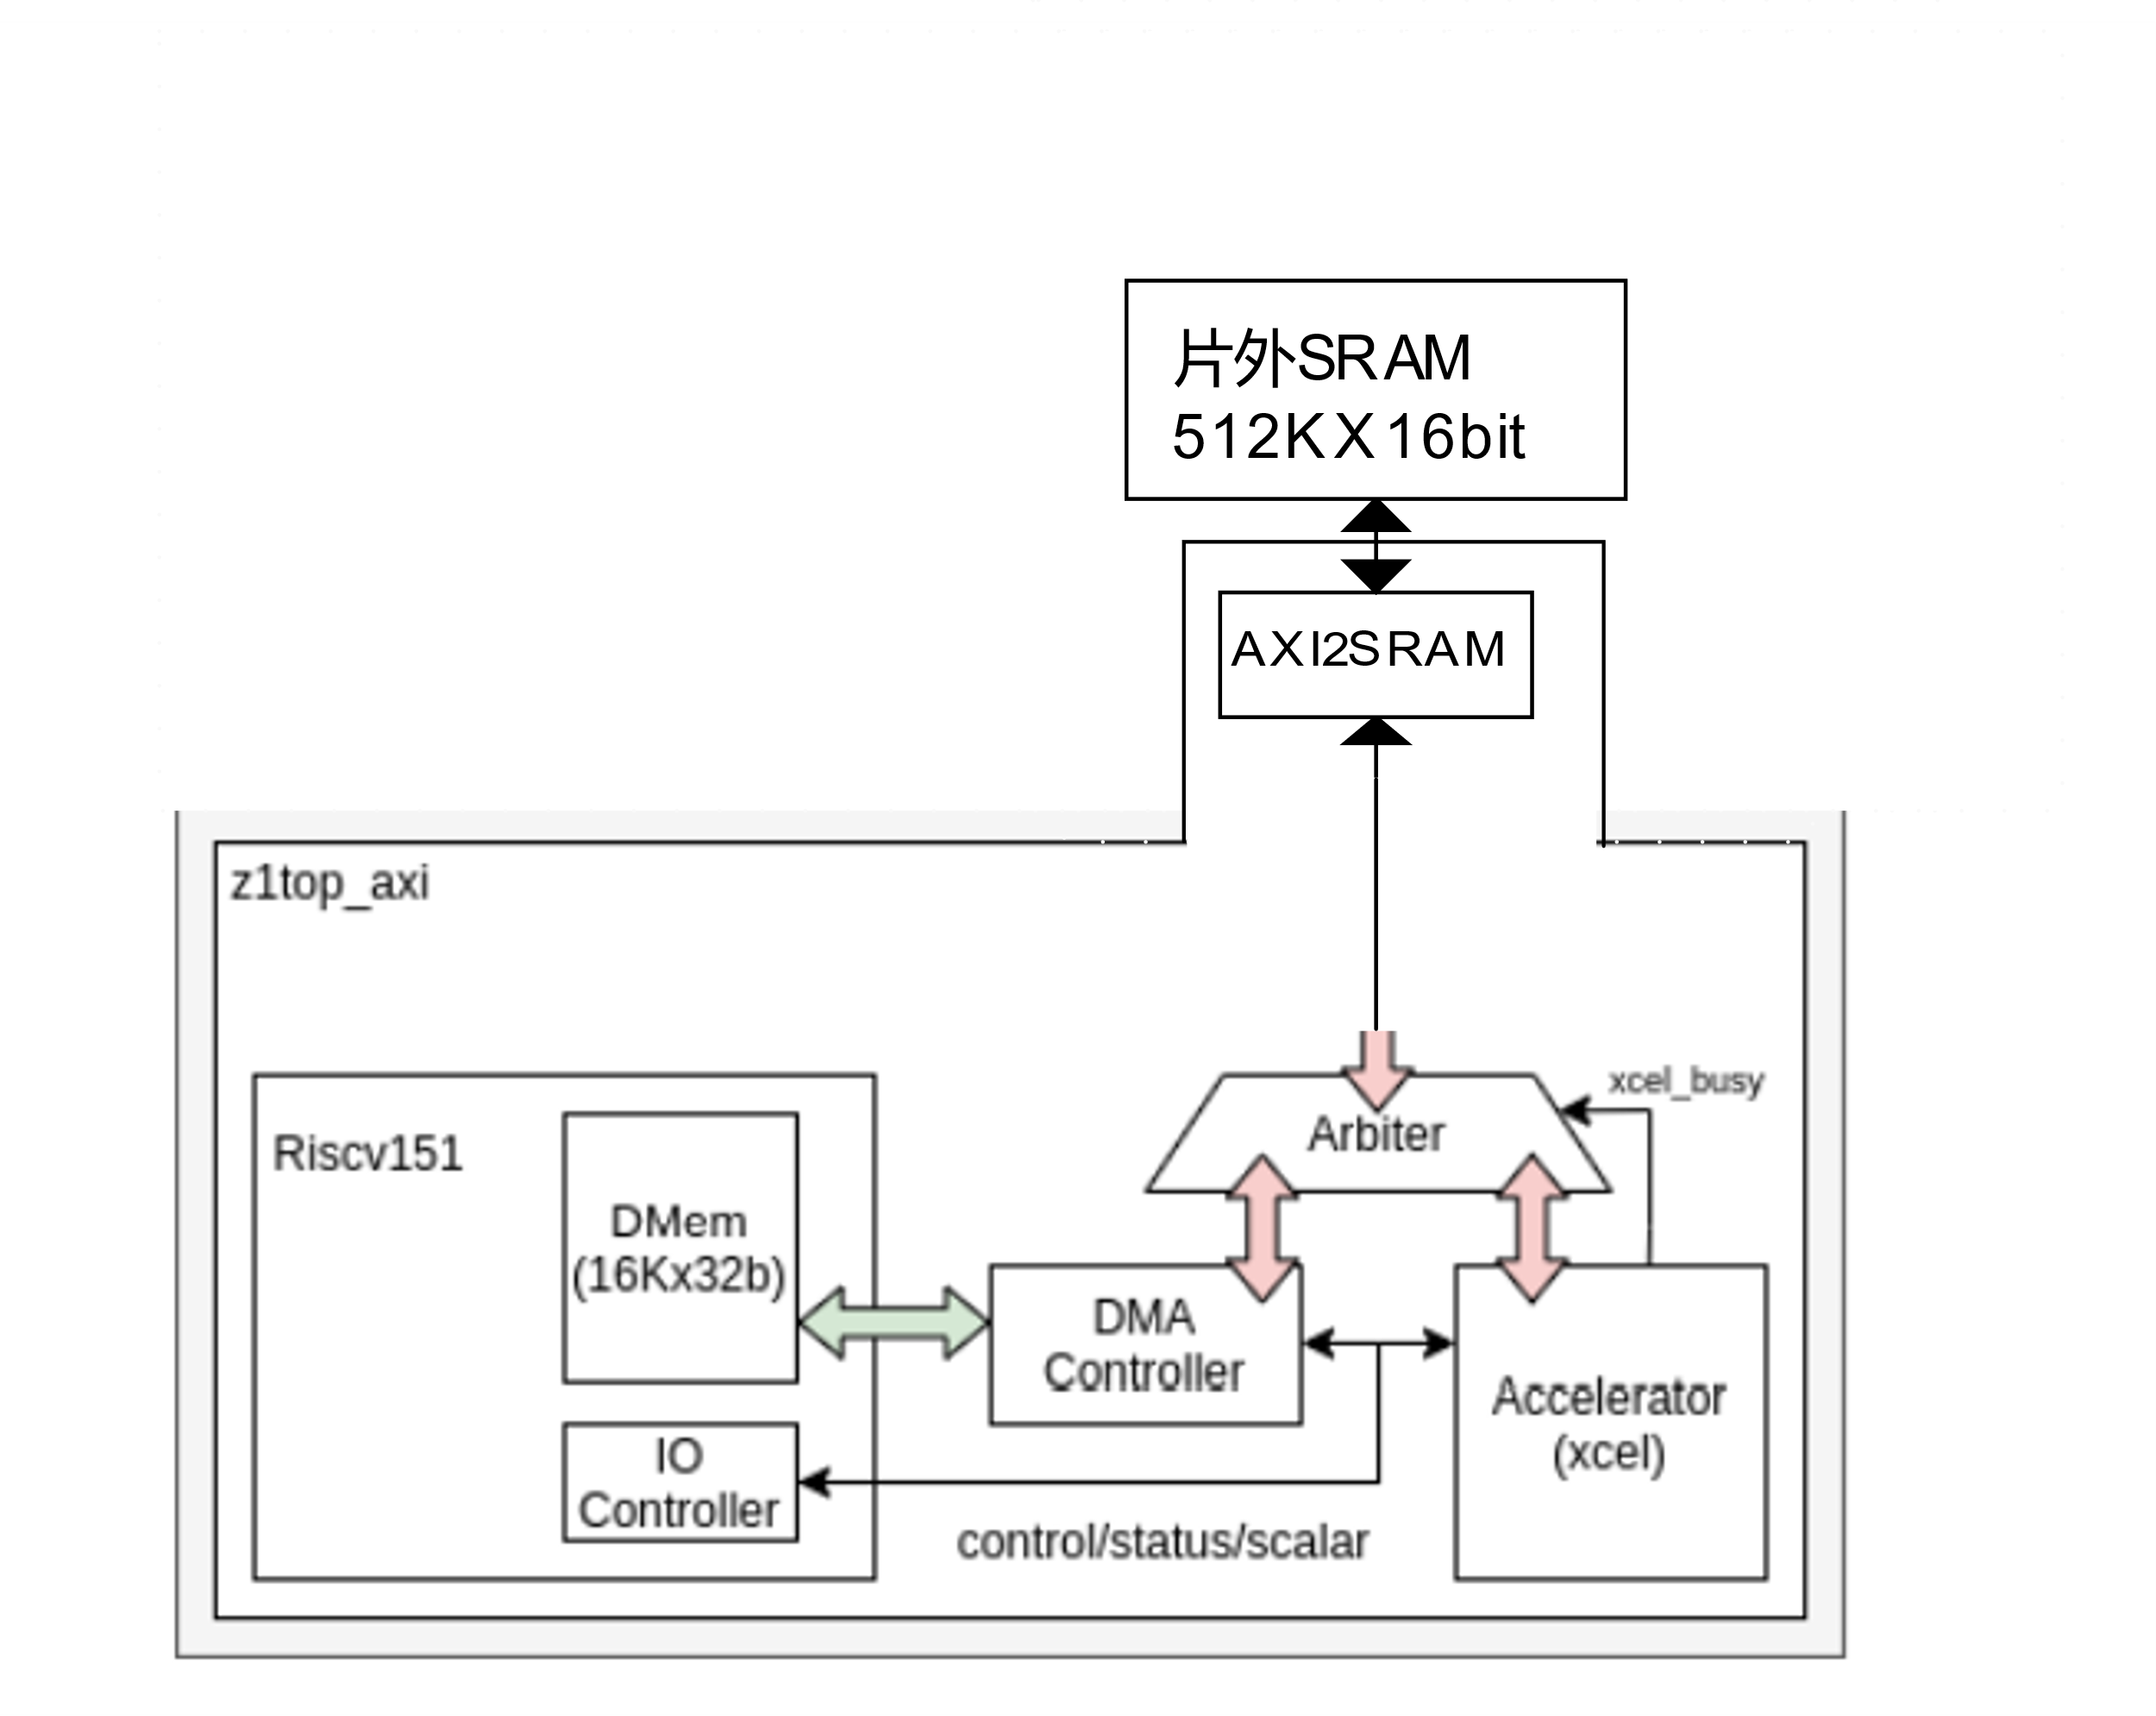 片外SRAM
512KX16bit
AXI2SRAM
z1top_axi
xcel_busy
Arbiter
Riscv151
DMem
(16Kx32b)
DMA
Controller
Accelerator
(xcel)
IO
Controller
control/status/scalar